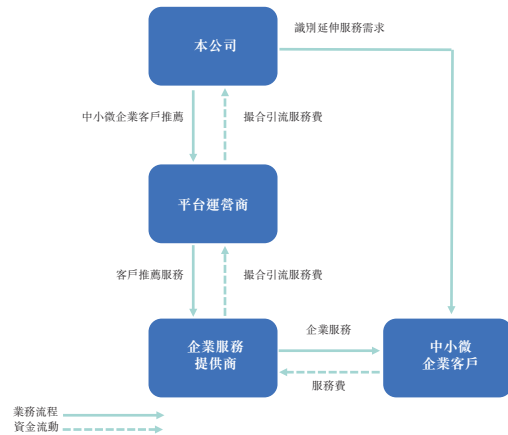 本公司
識別延伸服務需求
中小微企業客戶推薦
撮合引流服務費
平台運營商
客戶推薦服務
撮合引流服務費
企業服務
提供商
企業服務
服務費
中小微
企業客戶
業務流程
資金流動